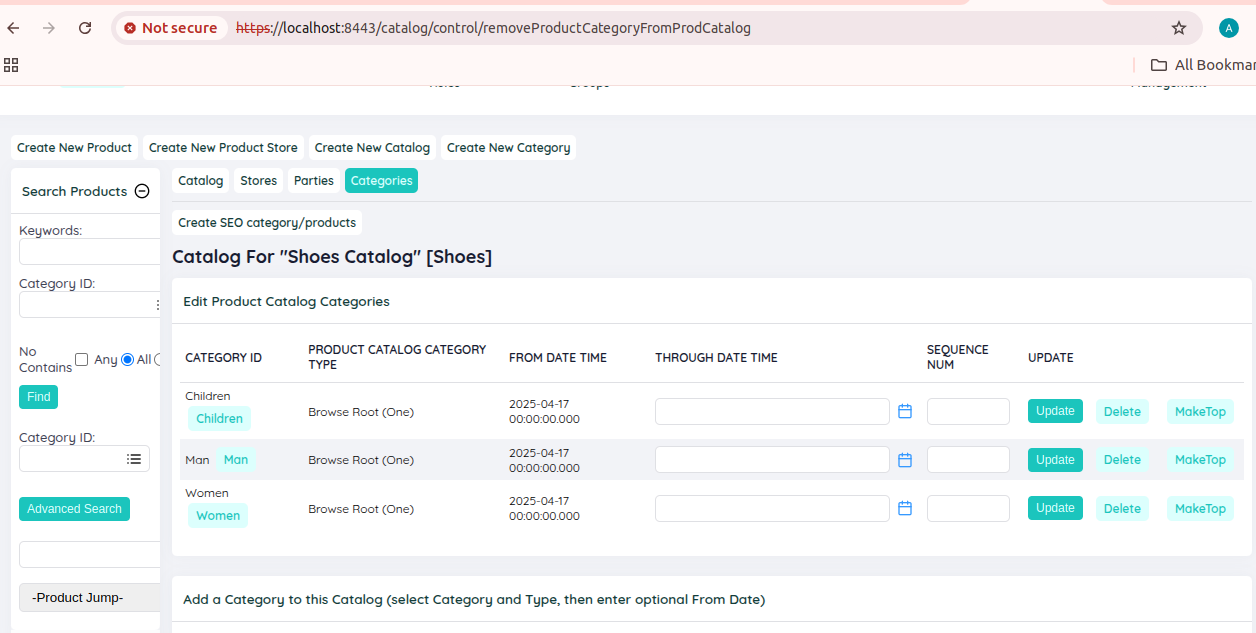 Not secure https://localhost:8443/catalog/control/removeProductCategoryFromProdCatalog A
All Bookmar
Create New Product Create New Product Store Create New Catalog Create New Category
Search Products
Catalog Stores Parties Categories
Create SEO category/products
Keywords:
Category ID:
No Contains Any All
Find
Category ID:
Advanced Search
-Product Jump-
Catalog For "Shoes Catalog" [Shoes]
Edit Product Catalog Categories
CATEGORY ID PRODUCT CATALOG CATEGORY TYPE FROM DATE TIME THROUGH DATE TIME SEQUENCE NUM UPDATE
Children Children Browse Root (One) 2025-04-17 00:00:00.000 Update Delete MakeTop
Man Man Browse Root (One) 2025-04-17 00:00:00.000 Update Delete MakeTop
Women Women Browse Root (One) 2025-04-17 00:00:00.000 Update Delete MakeTop
Add a Category to this Catalog (select Category and Type, then enter optional From Date)